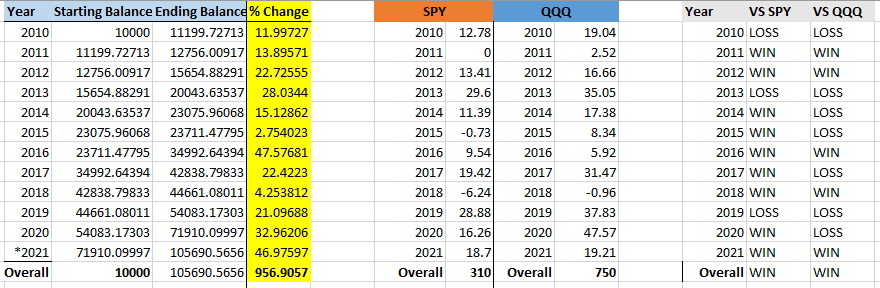 Year Starting Balance Ending Balance % Change SPY QQQ Year VS SPY VS QQQ
2010 10000 11199.72713 11.99727 2010 12.78 2010 19.04 2010 LOSS LOSS
2011 11199.72713 12756.00917 13.89571 2011 0 2011 2.52 2011 WIN WIN
2012 12756.00917 15654.88291 22.72555 2012 13.41 2012 16.66 2012 WIN WIN
2013 15654.88291 20043.63537 28.0344 2013 29.6 2013 35.05 2013 LOSS LOSS
2014 20043.63537 23075.96068 15.12862 2014 11.39 2014 17.38 2014 WIN LOSS
2015 23075.96068 23711.47795 2.754023 2015 -0.73 2015 8.34 2015 WIN LOSS
2016 23711.47795 34992.64394 47.57681 2016 9.54 2016 5.92 2016 WIN WIN
2017 34992.64394 42838.79833 22.4223 2017 19.42 2017 31.47 2017 WIN LOSS
2018 42838.79833 44661.08011 4.253812 2018 -6.24 2018 -0.96 2018 WIN WIN
2019 44661.08011 54083.17303 21.09688 2019 28.88 2019 37.83 2019 LOSS LOSS
2020 54083.17303 71910.09997 32.96206 2020 16.26 2020 47.57 2020 WIN LOSS
*2021 71910.09997 105690.5656 46.97597 2021 18.7 2021 19.21 2021 WIN WIN
Overall 10000 105690.5656 956.9057 Overall 310 Overall 750 Overall WIN WIN